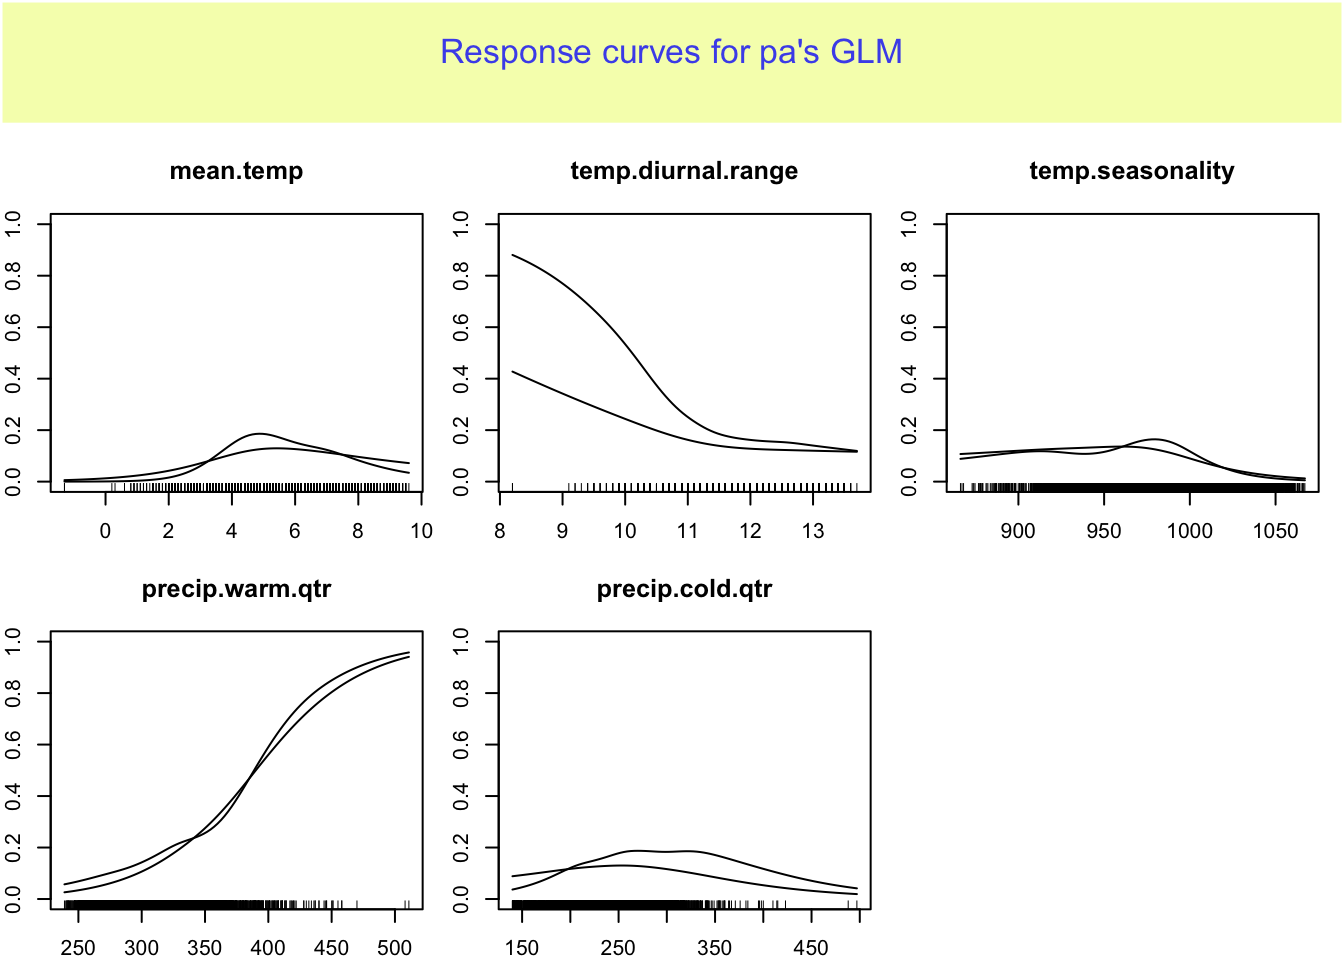 Response curves for pa's GLM
mean.temp
temp.diurnal.range
temp.seasonality
0.0 0.2 0.4 0.6 0.8 1.0
0 2 4 6 8 10
0.0 0.2 0.4 0.6 0.8 1.0
8 9 10 11 12 13
0.0 0.2 0.4 0.6 0.8 1.0
900 950 1000 1050
precip.warm.qtr
precip.cold.qtr
0.0 0.2 0.4 0.6 0.8 1.0
250 300 350 400 450 500
0.0 0.2 0.4 0.6 0.8 1.0
150 250 350 450